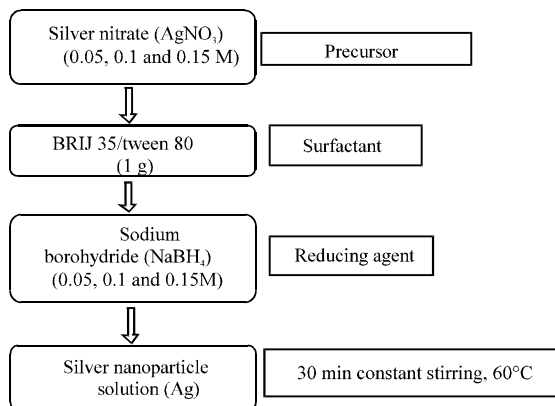 Silver nitrate (AgNO₃)
(0.05, 0.1 and 0.15 M)
Precursor
BRIJ 35/tween 80
(1 g)
Surfactant
Sodium
borohydride (NaBH₄)
(0.05, 0.1 and 0.15M)
Reducing agent
Silver nanoparticle
solution (Ag)
30 min constant stirring, 60°C